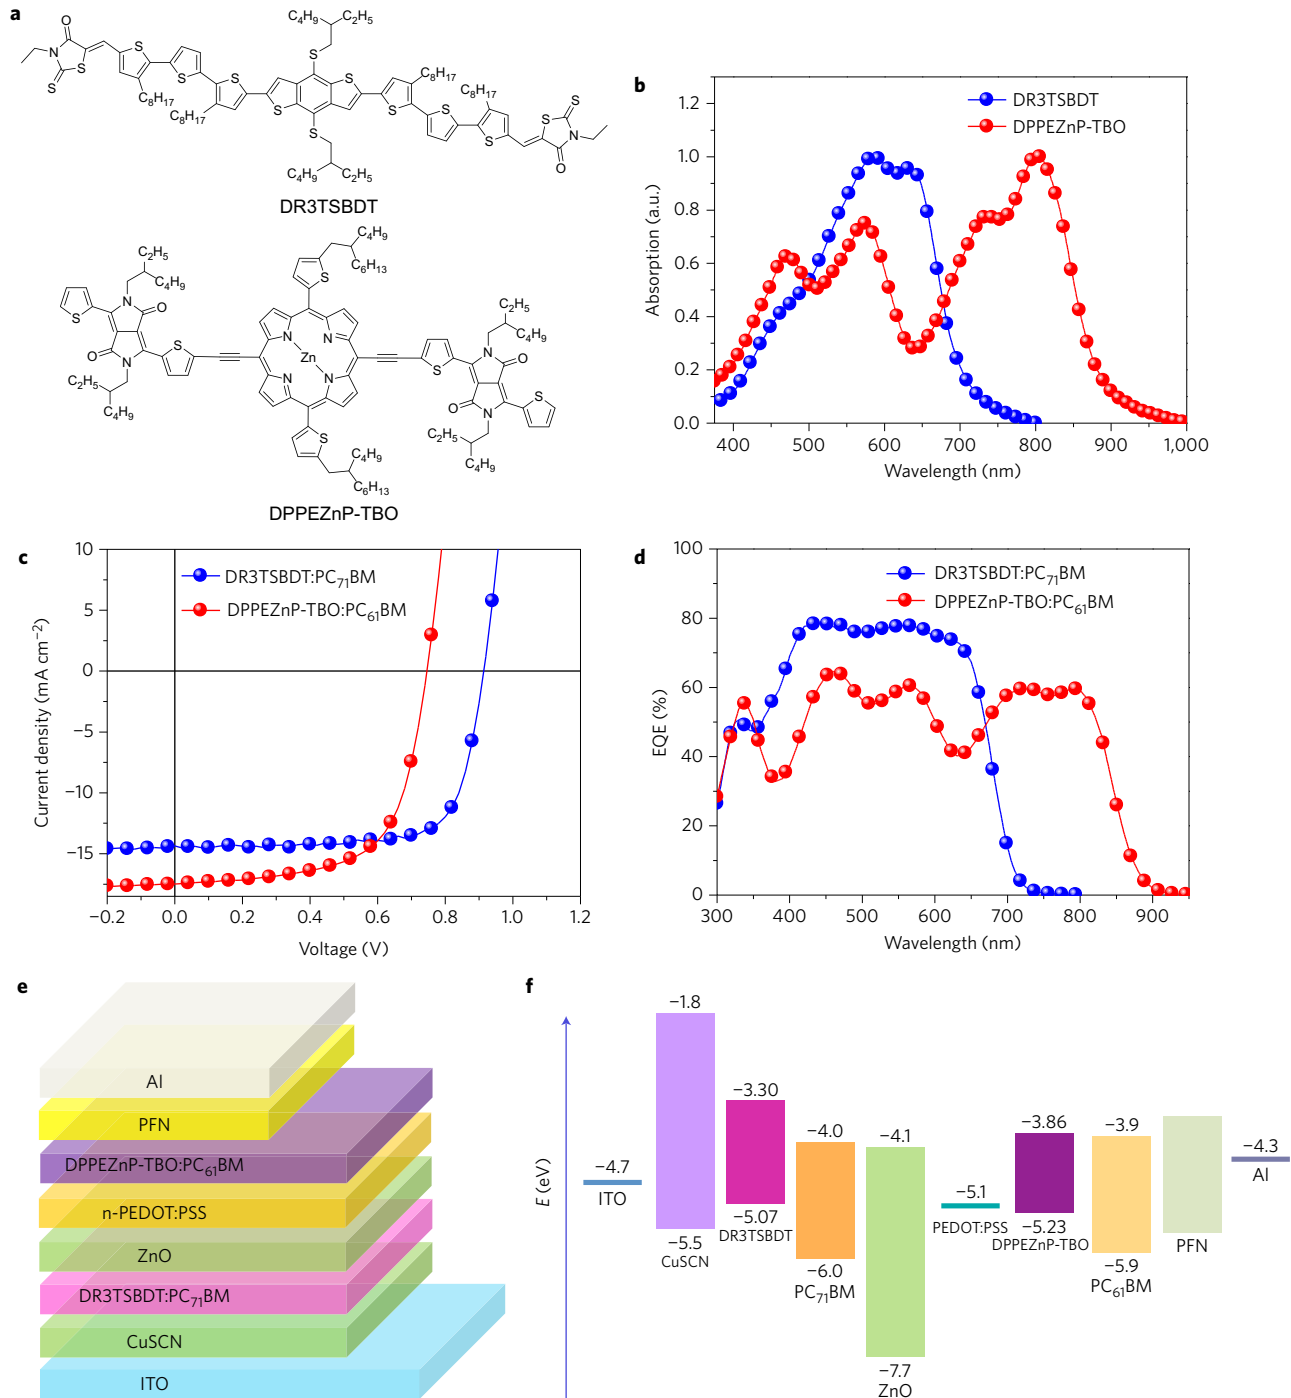 a
C4H9 C2H5
S
O N S S
S S S S S S S S S N O
C8H17 C8H17 C8H17 C8H17
S
C4H9 C2H5
DR3TSBDT
C2H5 C4H9 C6H13 C4H9
S N O O N S
N N Zn N N
C2H5 C4H9
S N O O N S
C2H5 C4H9 C2H5 C4H9
S C4H9 C6H13
DPPEZnP-TBO
b
DR3TSBDT
DPPEZnP-TBO
Absorption (a.u.)
1.2
1.0
0.8
0.6
0.4
0.2
0.0
400 500 600 700 800 900 1,000
Wavelength (nm)
c
DR3TSBDT:PC71BM
DPPEZnP-TBO:PC61BM
Current density (mA cm−2)
10
5
0
−5
−10
−15
−0.2 0.0 0.2 0.4 0.6 0.8 1.0 1.2
Voltage (V)
d
DR3TSBDT:PC71BM
DPPEZnP-TBO:PC61BM
EQE (%)
100
80
60
40
20
0
300 400 500 600 700 800 900
Wavelength (nm)
e
Al
PFN
DPPEZnP-TBO:PC61BM
n-PEDOT:PSS
ZnO
DR3TSBDT:PC71BM
CuSCN
ITO
f
E (eV)
−4.7
ITO
−1.8
−5.5
CuSCN
−3.30
−5.07
DR3TSBDT
−4.0
−6.0
PC71BM
−4.1
−7.7
ZnO
−5.1
PEDOT:PSS
−3.86
−5.23
DPPEZnP-TBO
−3.9
−5.9
PC61BM
PFN
−4.3
Al